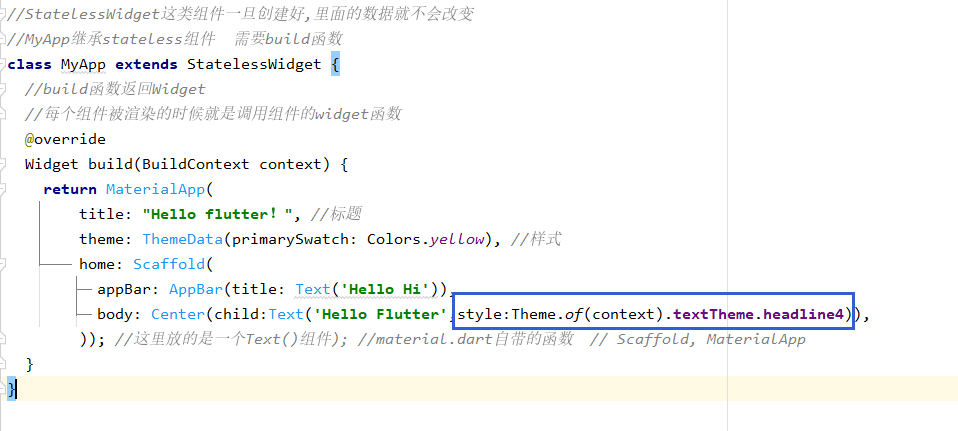 //StatelessWidget这类组件一旦创建好,里面的数据就不会改变
//MyApp继承stateless组件  需要build函数
class MyApp extends StatelessWidget {
  //build函数返回Widget
  //每个组件被渲染的时候就是调用组件的widget函数
  @override
  Widget build(BuildContext context) {
    return MaterialApp(
        title: "Hello flutter！", //标题
        theme: ThemeData(primarySwatch: Colors.yellow), //样式
        home: Scaffold(
          appBar: AppBar(title: Text('Hello Hi')),
          body: Center(child:Text('Hello Flutter',style:Theme.of(context).textTheme.headline4)),
        )); //这里放的是一个Text()组件); //material.dart自带的函数  // Scaffold, MaterialApp
  }
}